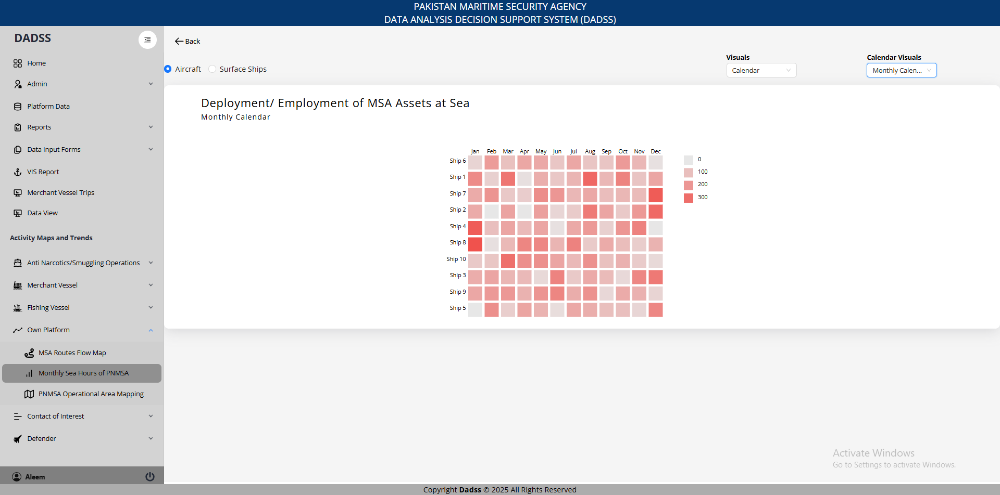 PAKISTAN MARITIME SECURITY AGENCY
DATA ANALYSIS DECISION SUPPORT SYSTEM (DADSS)
DADSS
Home
Admin
Platform Data
Reports
Data Input Forms
VIS Report
Merchant Vessel Trips
Data View
Activity Maps and Trends
Anti Narcotics/Smuggling Operations
Merchant Vessel
Fishing Vessel
Own Platform
MSA Routes Flow Map
Monthly Sea Hours of PNMSA
PNMSA Operational Area Mapping
Contact of Interest
Defender
Aleem
Back
Aircraft
Surface Ships
Visuals
Calendar
Calendar Visuals
Monthly Calen...
Deployment/ Employment of MSA Assets at Sea
Monthly Calendar
Jan Feb Mar Apr May Jun Jul Aug Sep Oct Nov Dec
Ship 6
Ship 1
Ship 7
Ship 2
Ship 4
Ship 8
Ship 10
Ship 3
Ship 9
Ship 5
0
100
200
300
Activate Windows
Go to Settings to activate Windows.
Copyright Dadss © 2025 All Rights Reserved